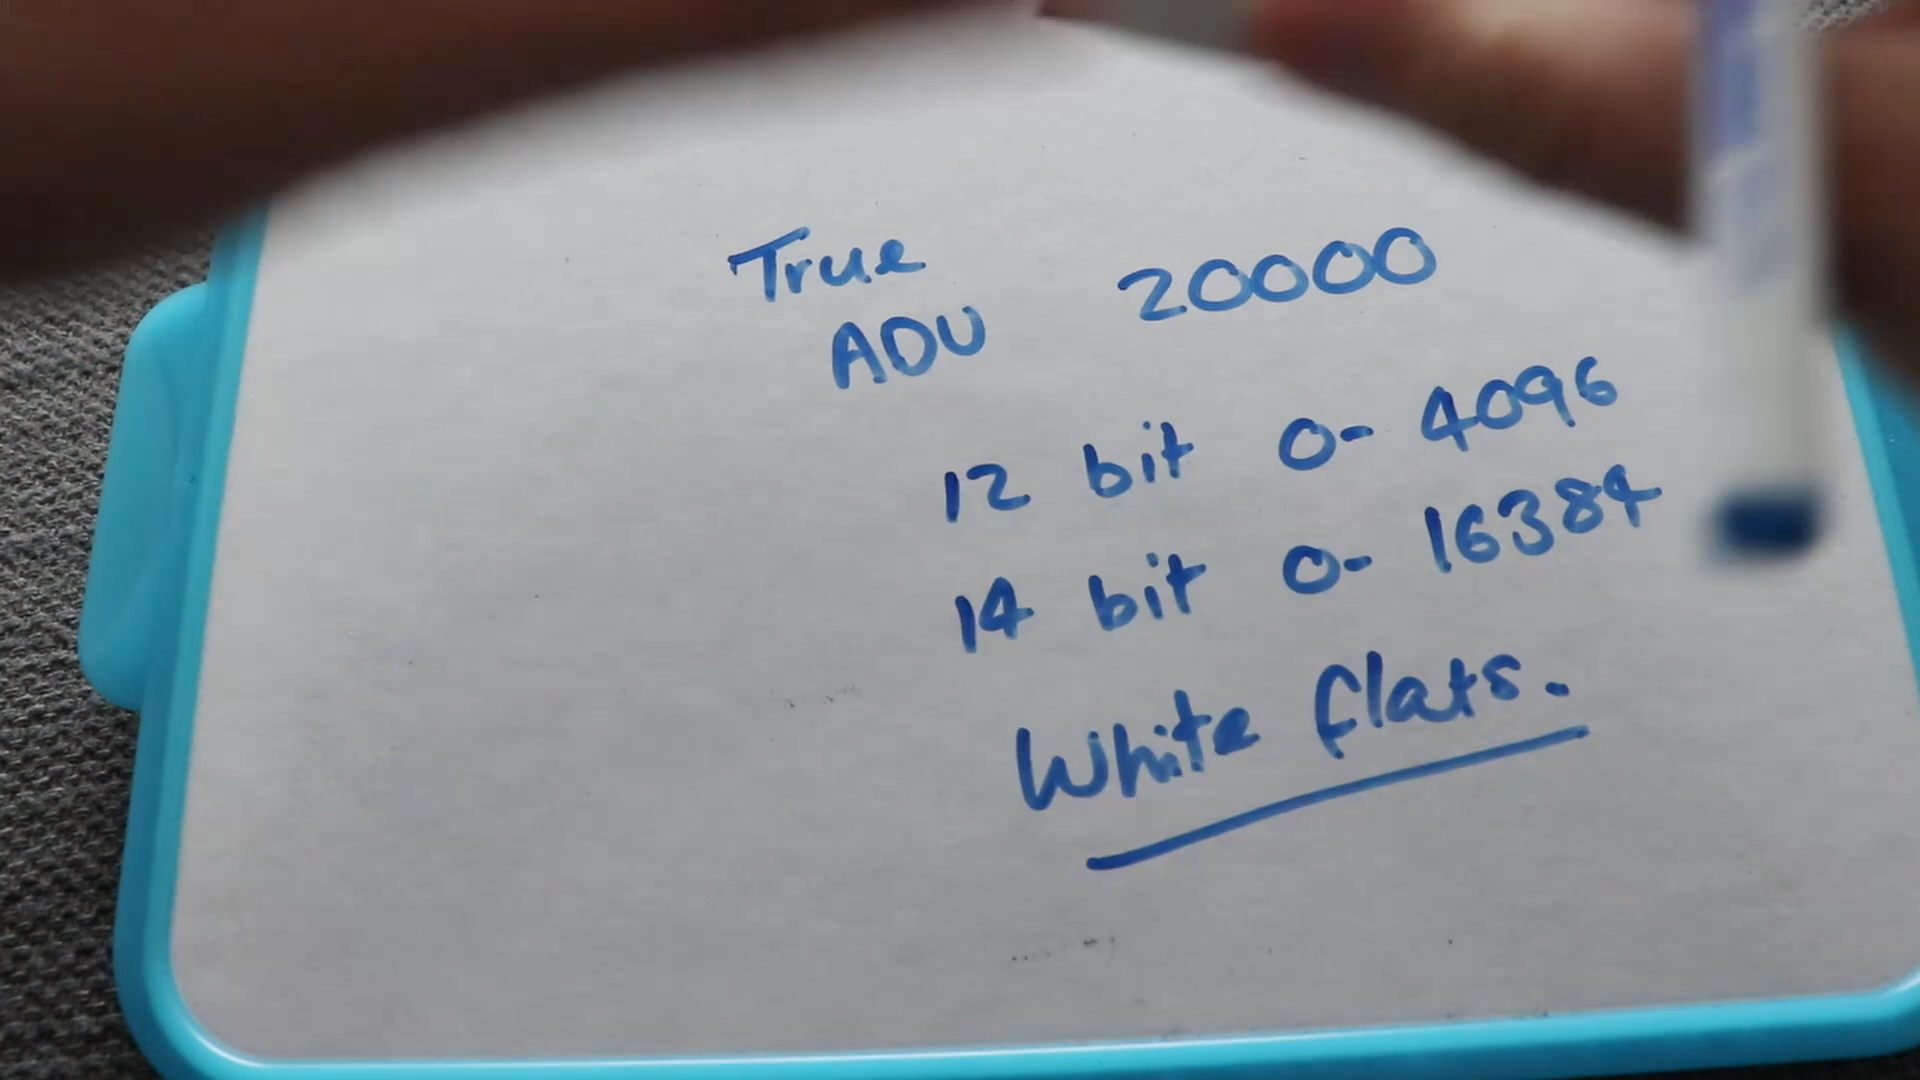 True
ADU 20000
12 bit 0- 4096
14 bit 0- 16384
White flats.